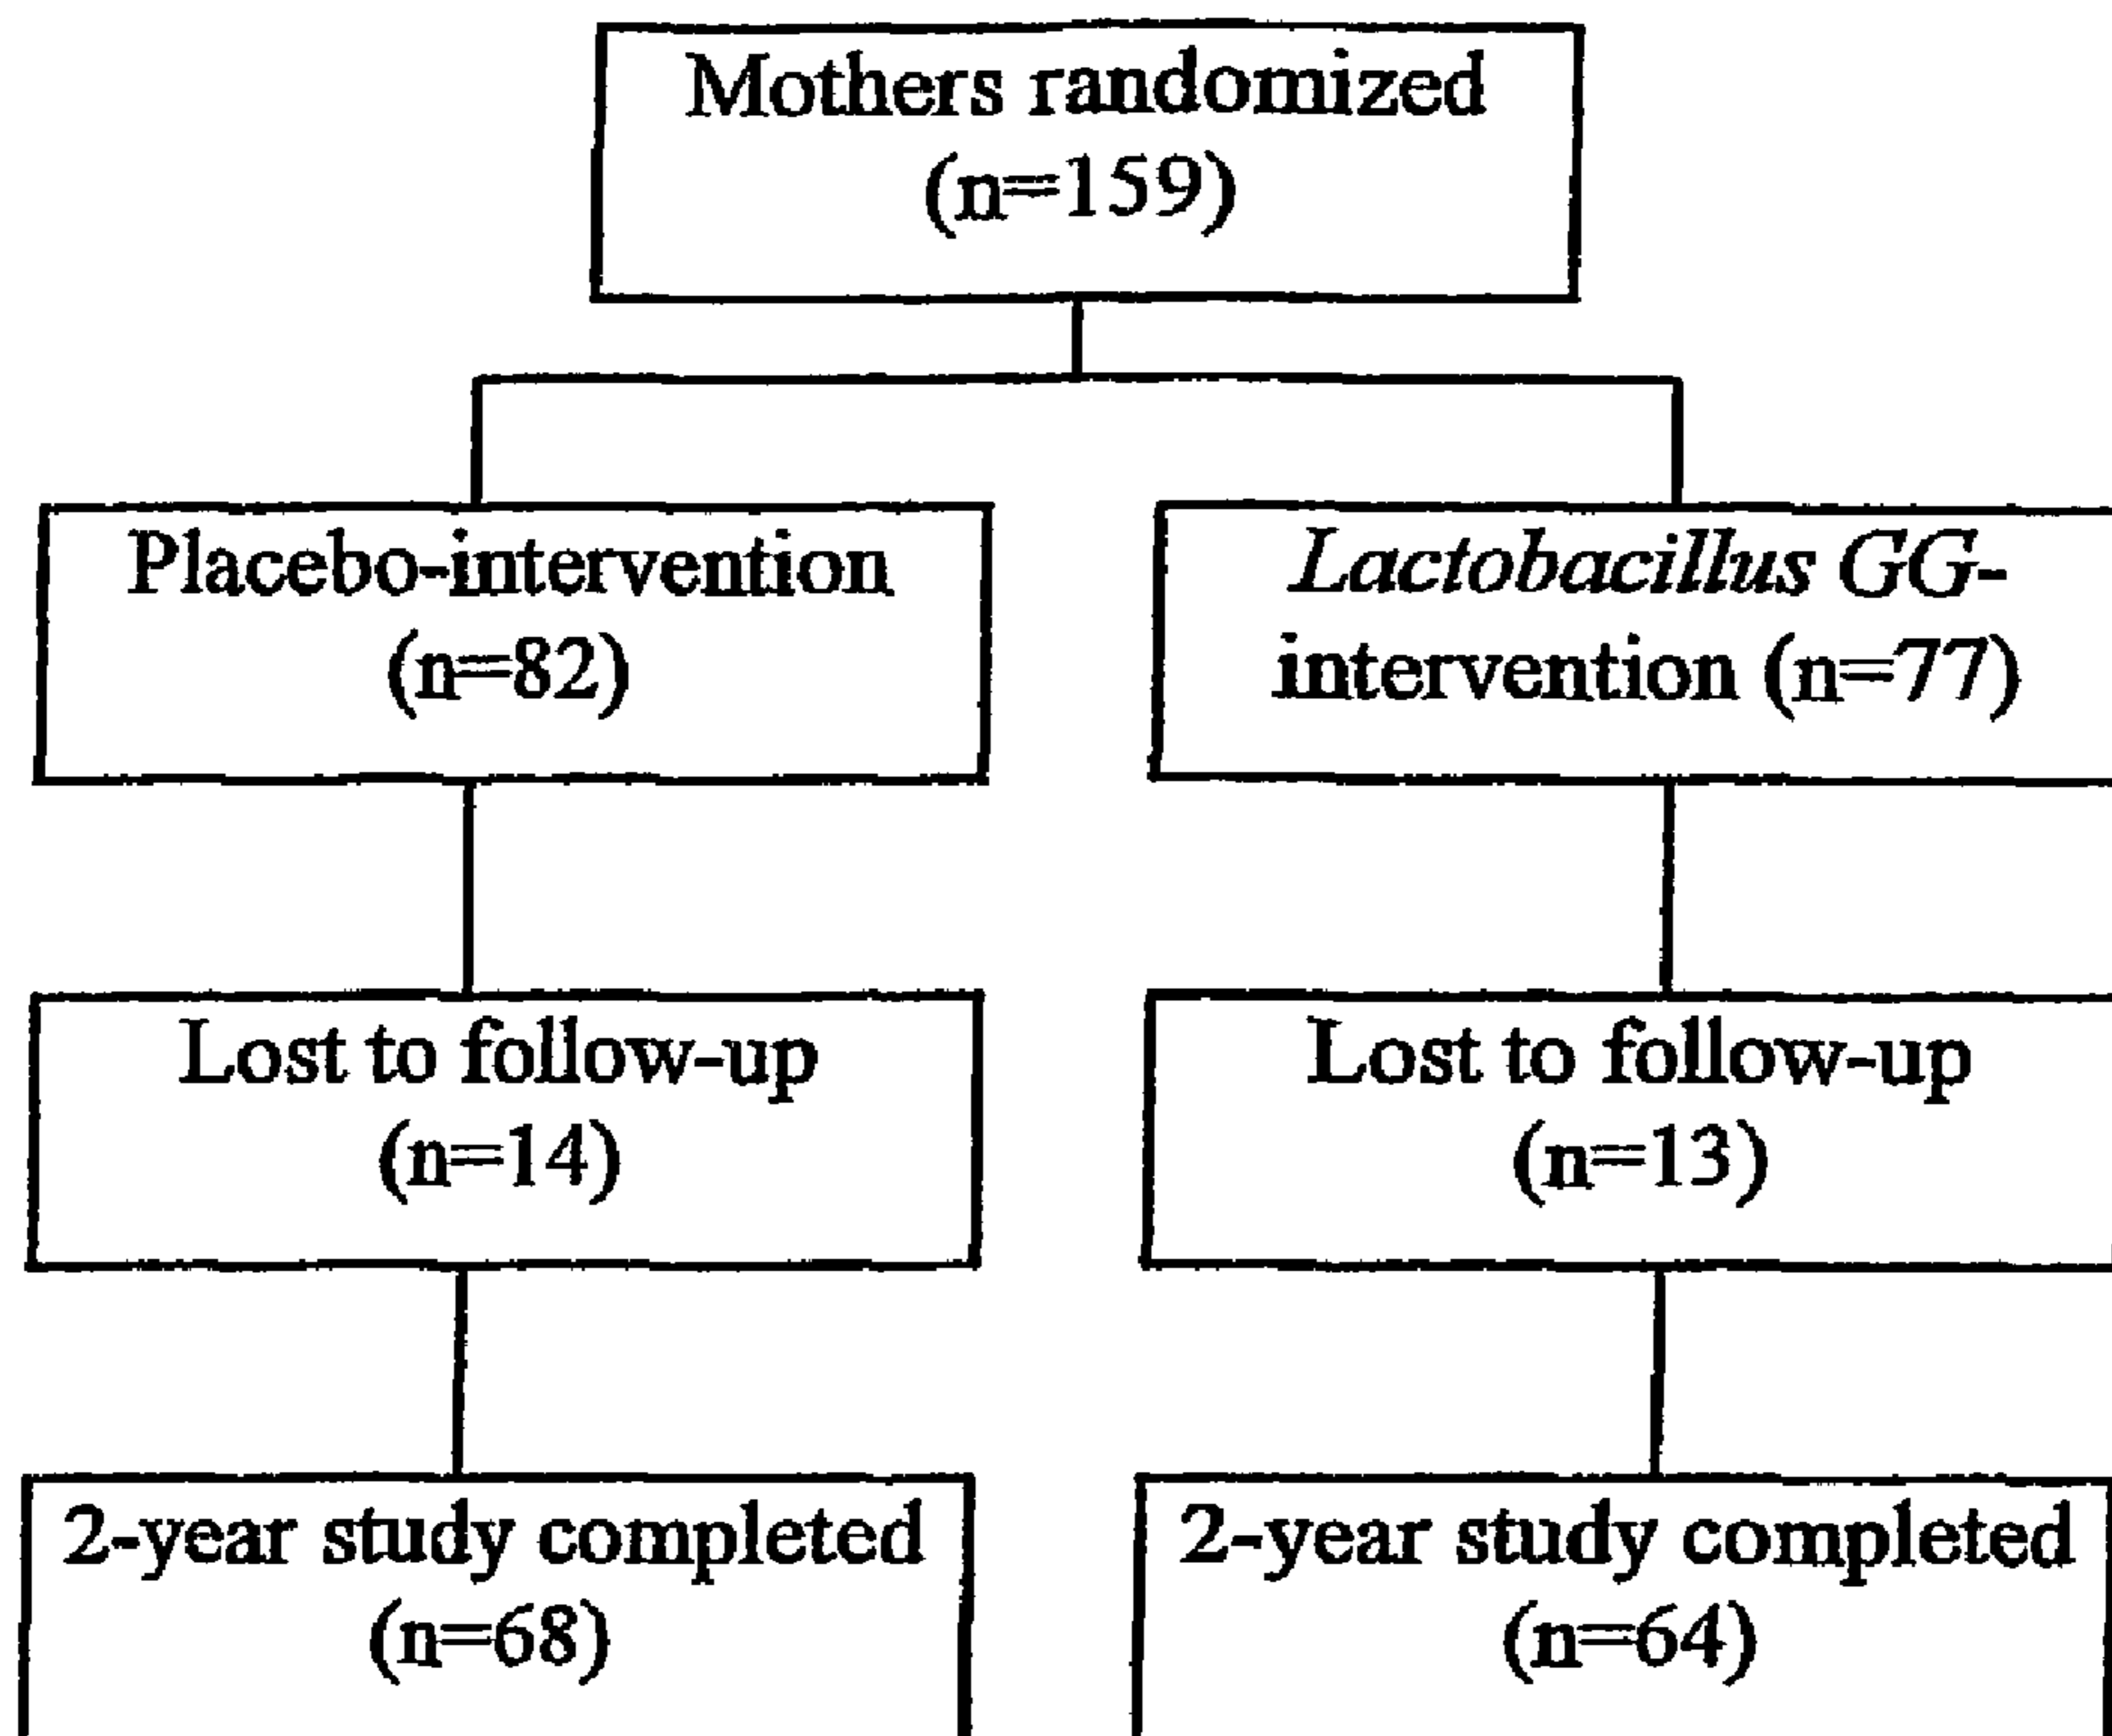 Mothers randomized
(n=159)
Placebo-intervention
(n=82)
Lactobacillus GG-
intervention (n=77)
Lost to follow-up
(n=14)
Lost to follow-up
(n=13)
2-year study completed
(n=68)
2-year study completed
(n=64)